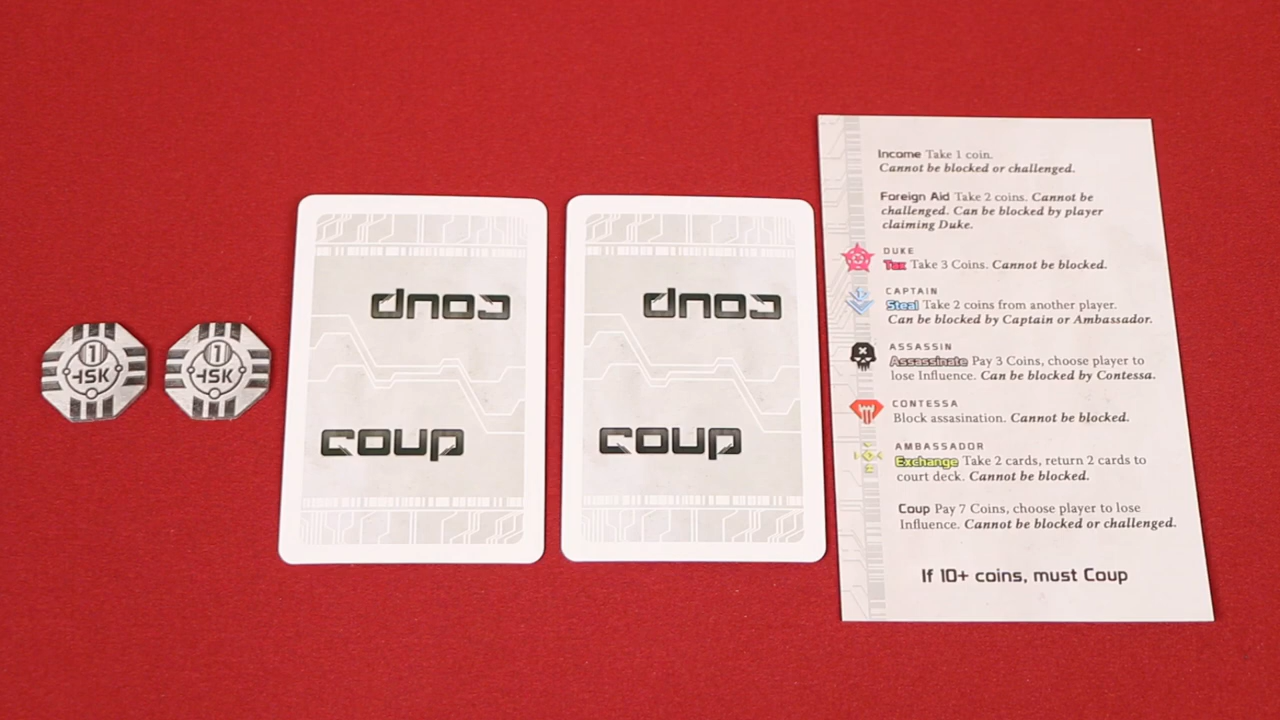 1
HSK
1
HSK
coup
coup
coup
coup
Income Take 1 coin.
Cannot be blocked or challenged.
Foreign Aid Take 2 coins. Cannot be
challenged. Can be blocked by player
claiming Duke.
DUKE
Tax Take 3 Coins. Cannot be blocked.
CAPTAIN
Steal Take 2 coins from another player.
Can be blocked by Captain or Ambassador.
ASSASSIN
Assassinate Pay 3 Coins, choose player to
lose Influence. Can be blocked by Contessa.
CONTESSA
Block assasination. Cannot be blocked.
AMBASSADOR
Exchange Take 2 cards, return 2 cards to
court deck. Cannot be blocked.
Coup Pay 7 Coins, choose player to lose
Influence. Cannot be blocked or challenged.
If 10+ coins, must Coup